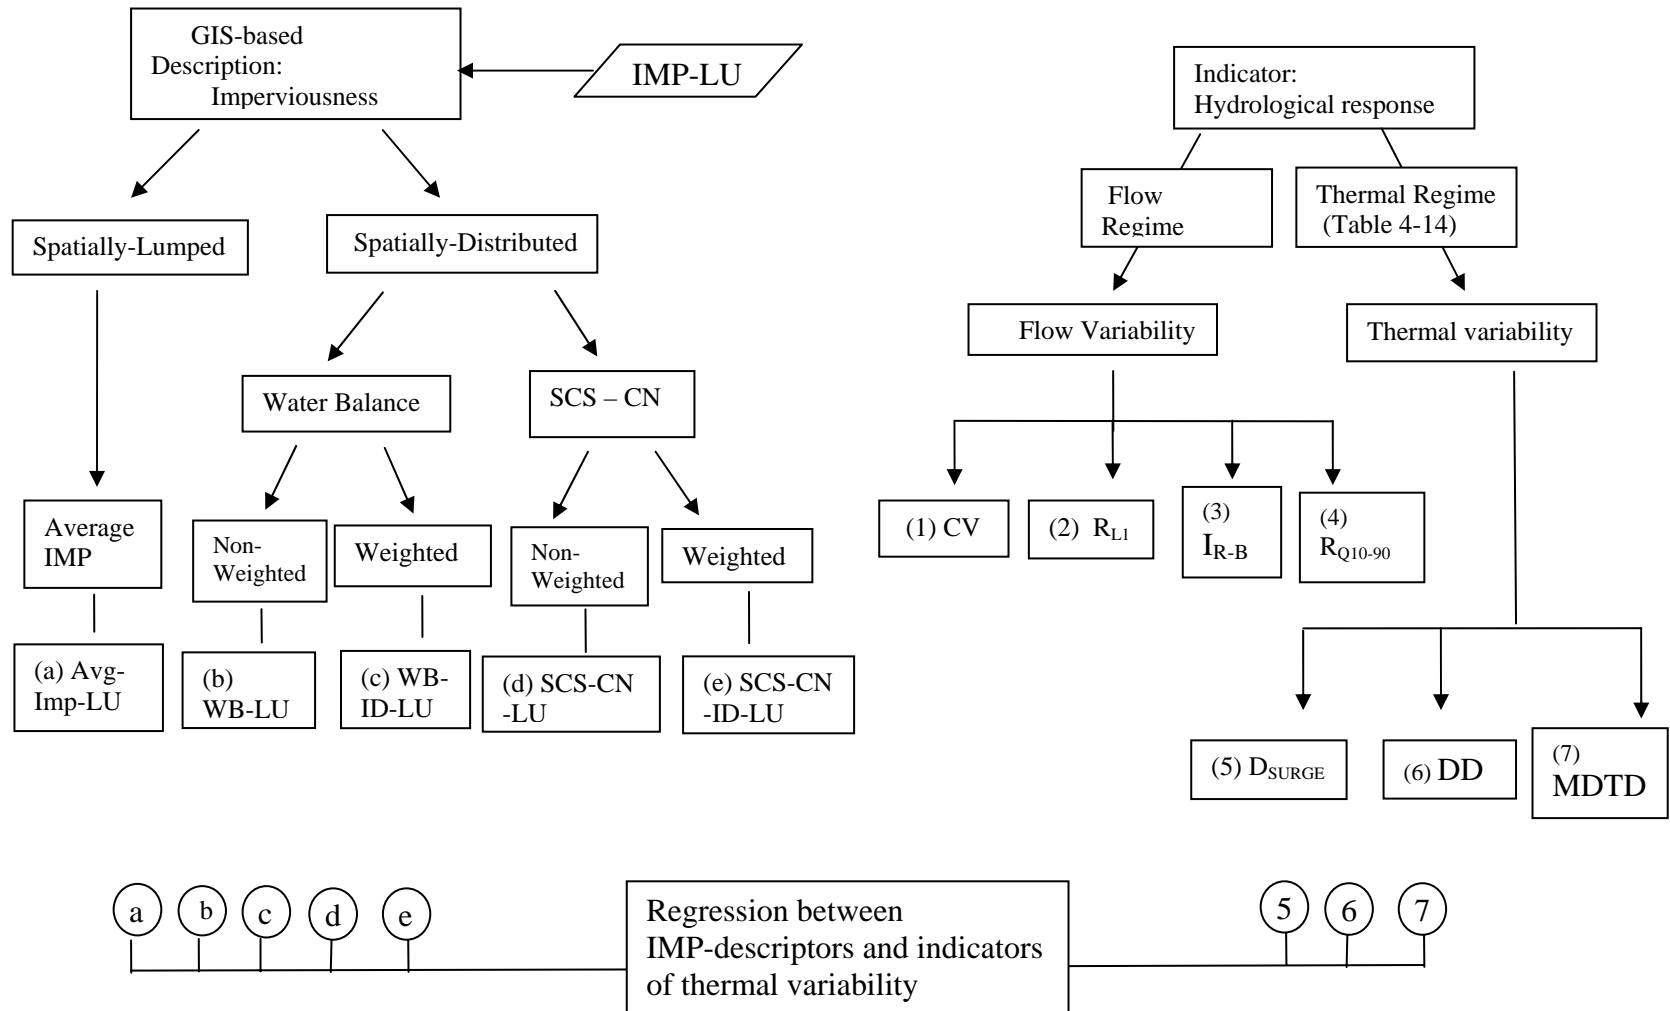 GIS-based
Description:
Imperviousness
IMP-LU
Indicator:
Hydrological response
Flow
Regime
Thermal Regime
(Table 4-14)
Spatially-Lumped
Spatially-Distributed
Flow Variability
Thermal variability
Water Balance
SCS – CN
Average
IMP
Non-
Weighted
Weighted
Non-
Weighted
Weighted
(1) CV
(2) RL1
(3)
IR-B
(4)
RQ10-90
(a) Avg-
Imp-LU
(b)
WB-LU
(c) WB-
ID-LU
(d) SCS-CN
-LU
(e) SCS-CN
-ID-LU
(5) DSURGE
(6) DD
(7)
MDTD
a
b
c
d
e
Regression between
IMP-descriptors and indicators
of thermal variability
5
6
7